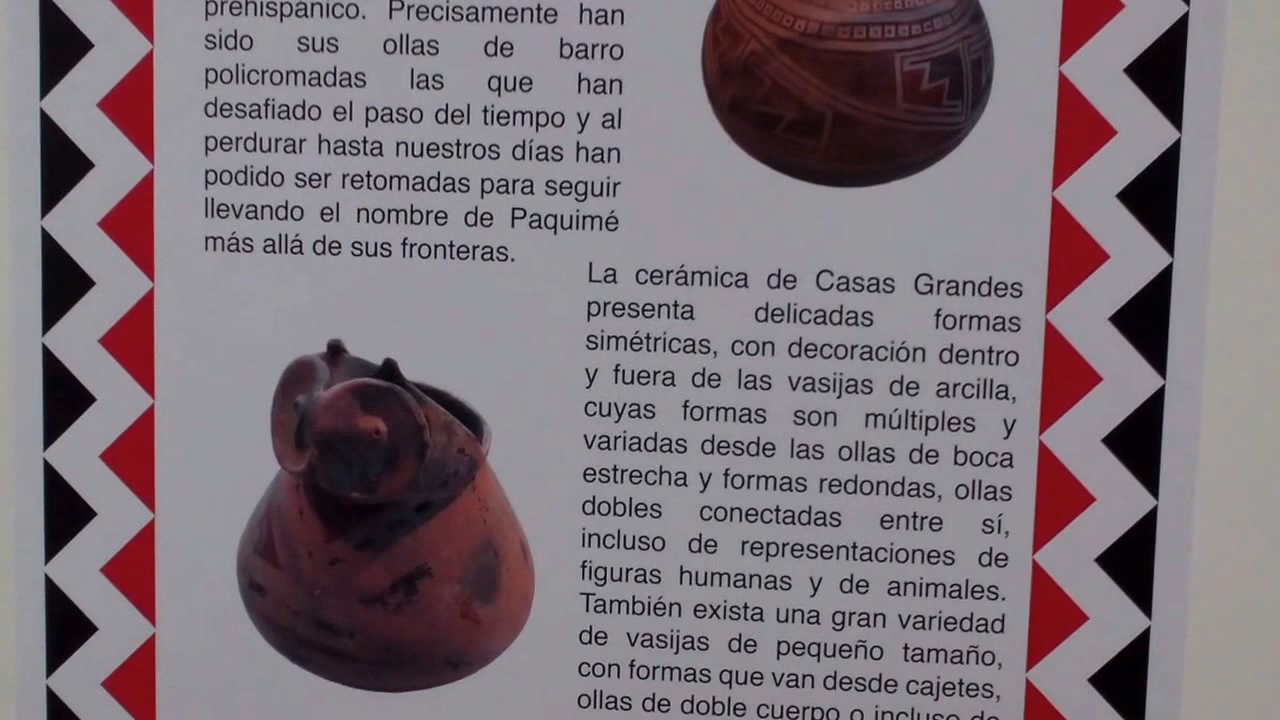 prehispánico. Precisamente han
sido sus ollas de barro
policromadas las que han
desafiado el paso del tiempo y al
perdurar hasta nuestros días han
podido ser retomadas para seguir
llevando el nombre de Paquimé
más allá de sus fronteras.
La cerámica de Casas Grandes
presenta delicadas formas
simétricas, con decoración dentro
y fuera de las vasijas de arcilla,
cuyas formas son múltiples y
variadas desde las ollas de boca
estrecha y formas redondas, ollas
dobles conectadas entre sí,
incluso de representaciones de
figuras humanas y de animales.
También exista una gran variedad
de vasijas de pequeño tamaño,
con formas que van desde cajetes,
ollas de doble cuerpo o incluso de